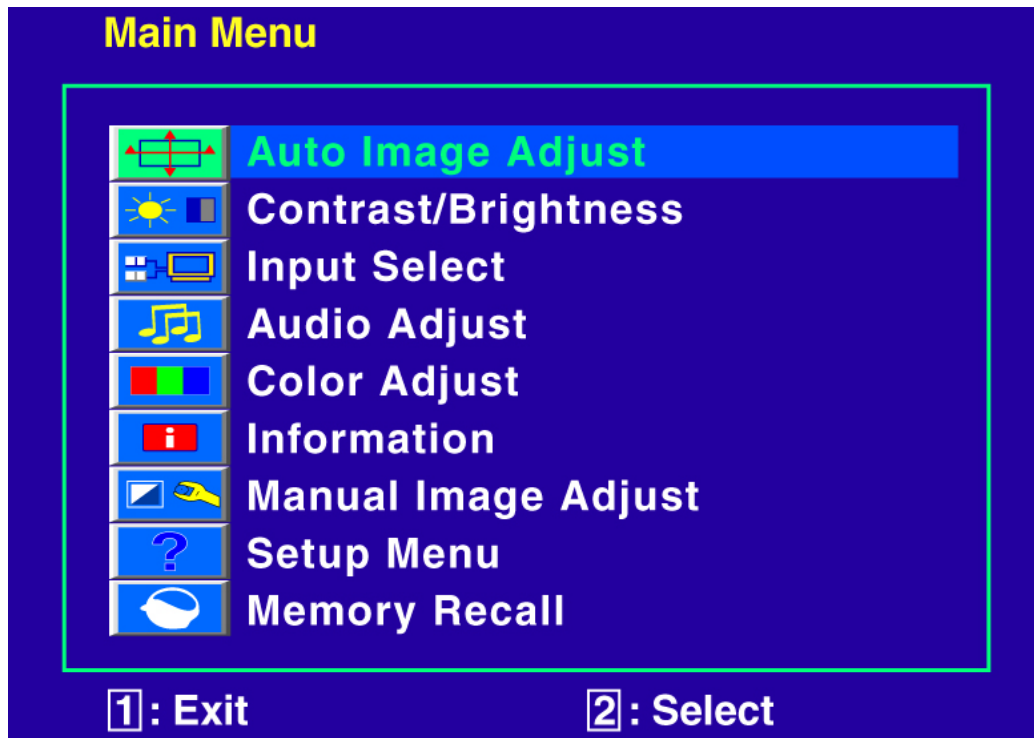 Main Menu
Auto Image Adjust
Contrast/Brightness
Input Select
Audio Adjust
Color Adjust
i Information
Manual Image Adjust
? Setup Menu
Memory Recall
1: Exit 2: Select